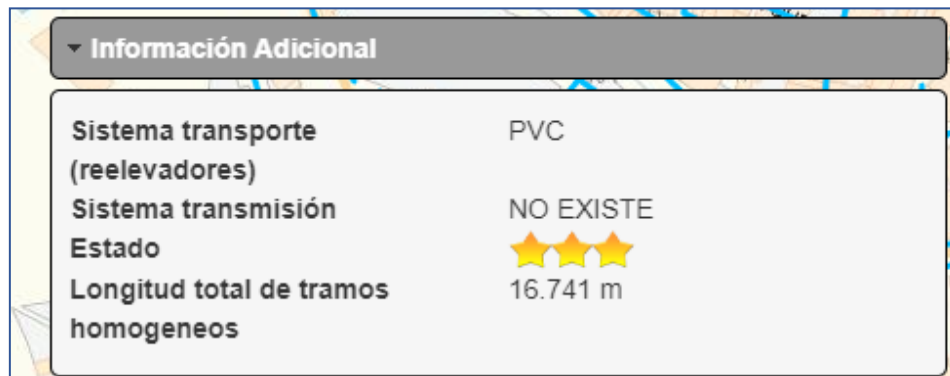 Información Adicional
Sistema transporte PVC
(reelevadores)
Sistema transmisión NO EXISTE
Estado
Longitud total de tramos 16.741 m
homogeneos